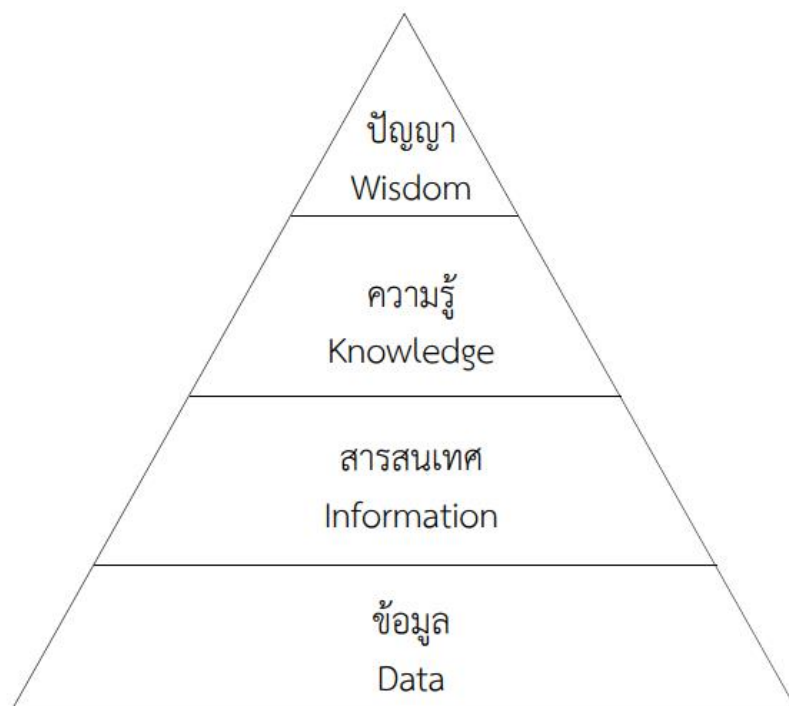 ปัญญา
Wisdom
ความรู้
Knowledge
สารสนเทศ
Information
ข้อมูล
Data